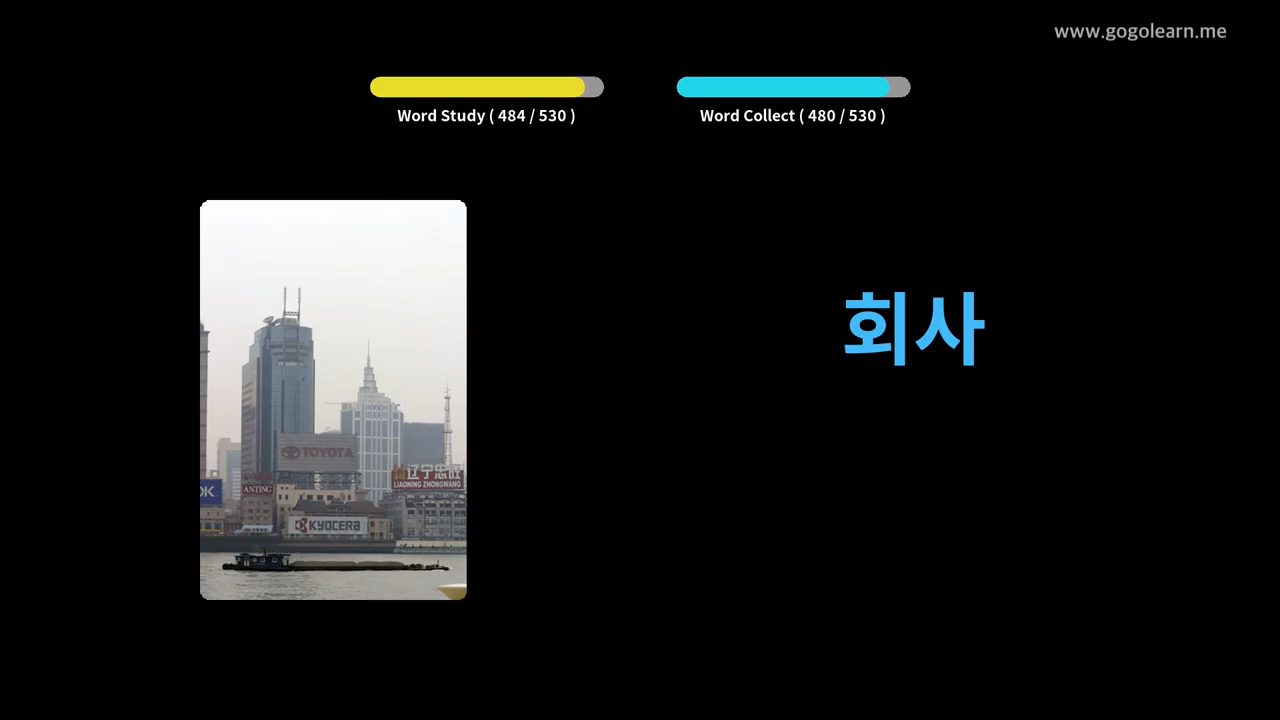 www.gogolearn.me
Word Study ( 484 / 530 )
Word Collect ( 480 / 530 )
회사
TOYOTA
辽宁忠旺
LIAONING ZHONGWANG
ANTING
OK
KYOCERA